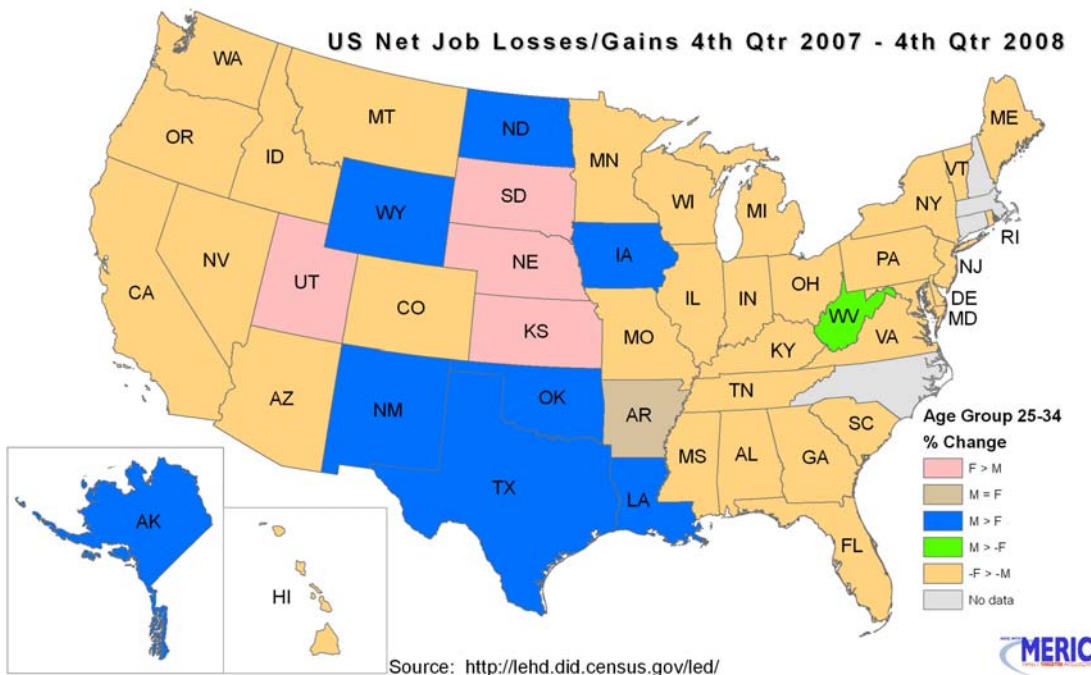 US Net Job Losses/Gains 4th Qtr 2007 - 4th Qtr 2008
WA
MT
ND
MN
ME
OR
ID
VT
SD
WI
MI
NY
WY
RI
IA
PA
NE
NV
NJ
UT
OH
IL
IN
DE
CA
CO
WV
MD
KS
MO
VA
KY
TN
OK
AZ
NM
AR
SC
MS
AL
GA
TX
LA
FL
AK
HI
Age Group 25-34
% Change
F > M
M = F
M > F
M > -F
-F > -M
No data
Source: http://lehd.did.census.gov/led/
MERIC